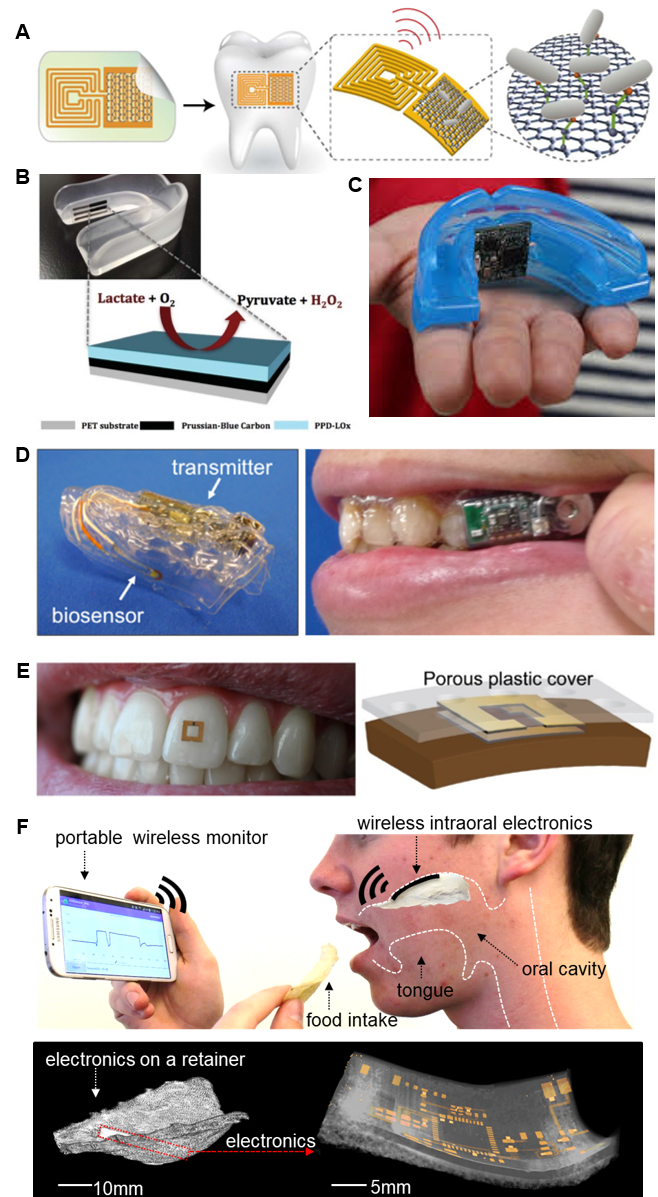 A
B
Lactate + O₂
Pyruvate + H₂O₂
PET substrate
Prussian-Blue Carbon
PPD-LOx
C
D
transmitter
biosensor
E
Porous plastic cover
F
portable wireless monitor
wireless intraoral electronics
SAMSUNG
oral cavity
tongue
food intake
electronics on a retainer
electronics
10mm
5mm